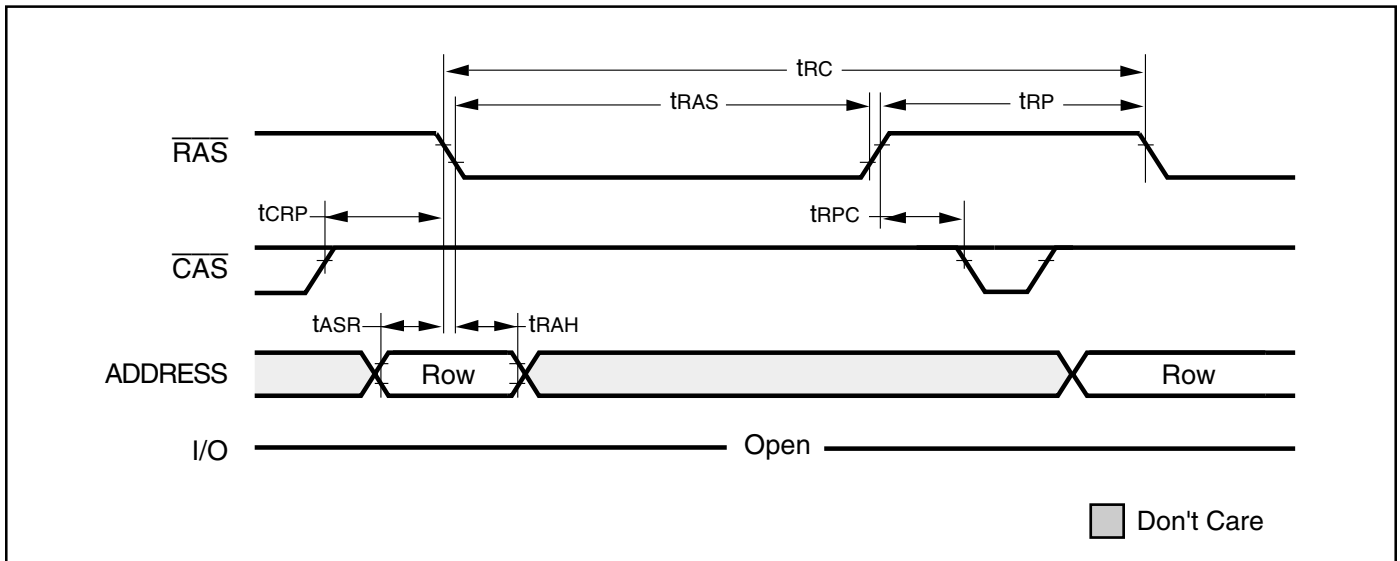 tRC
tRAS
tRP
RAS
tCRP
tRPC
CAS
tASR
tRAH
ADDRESS
Row
Row
I/O
Open
Don't Care